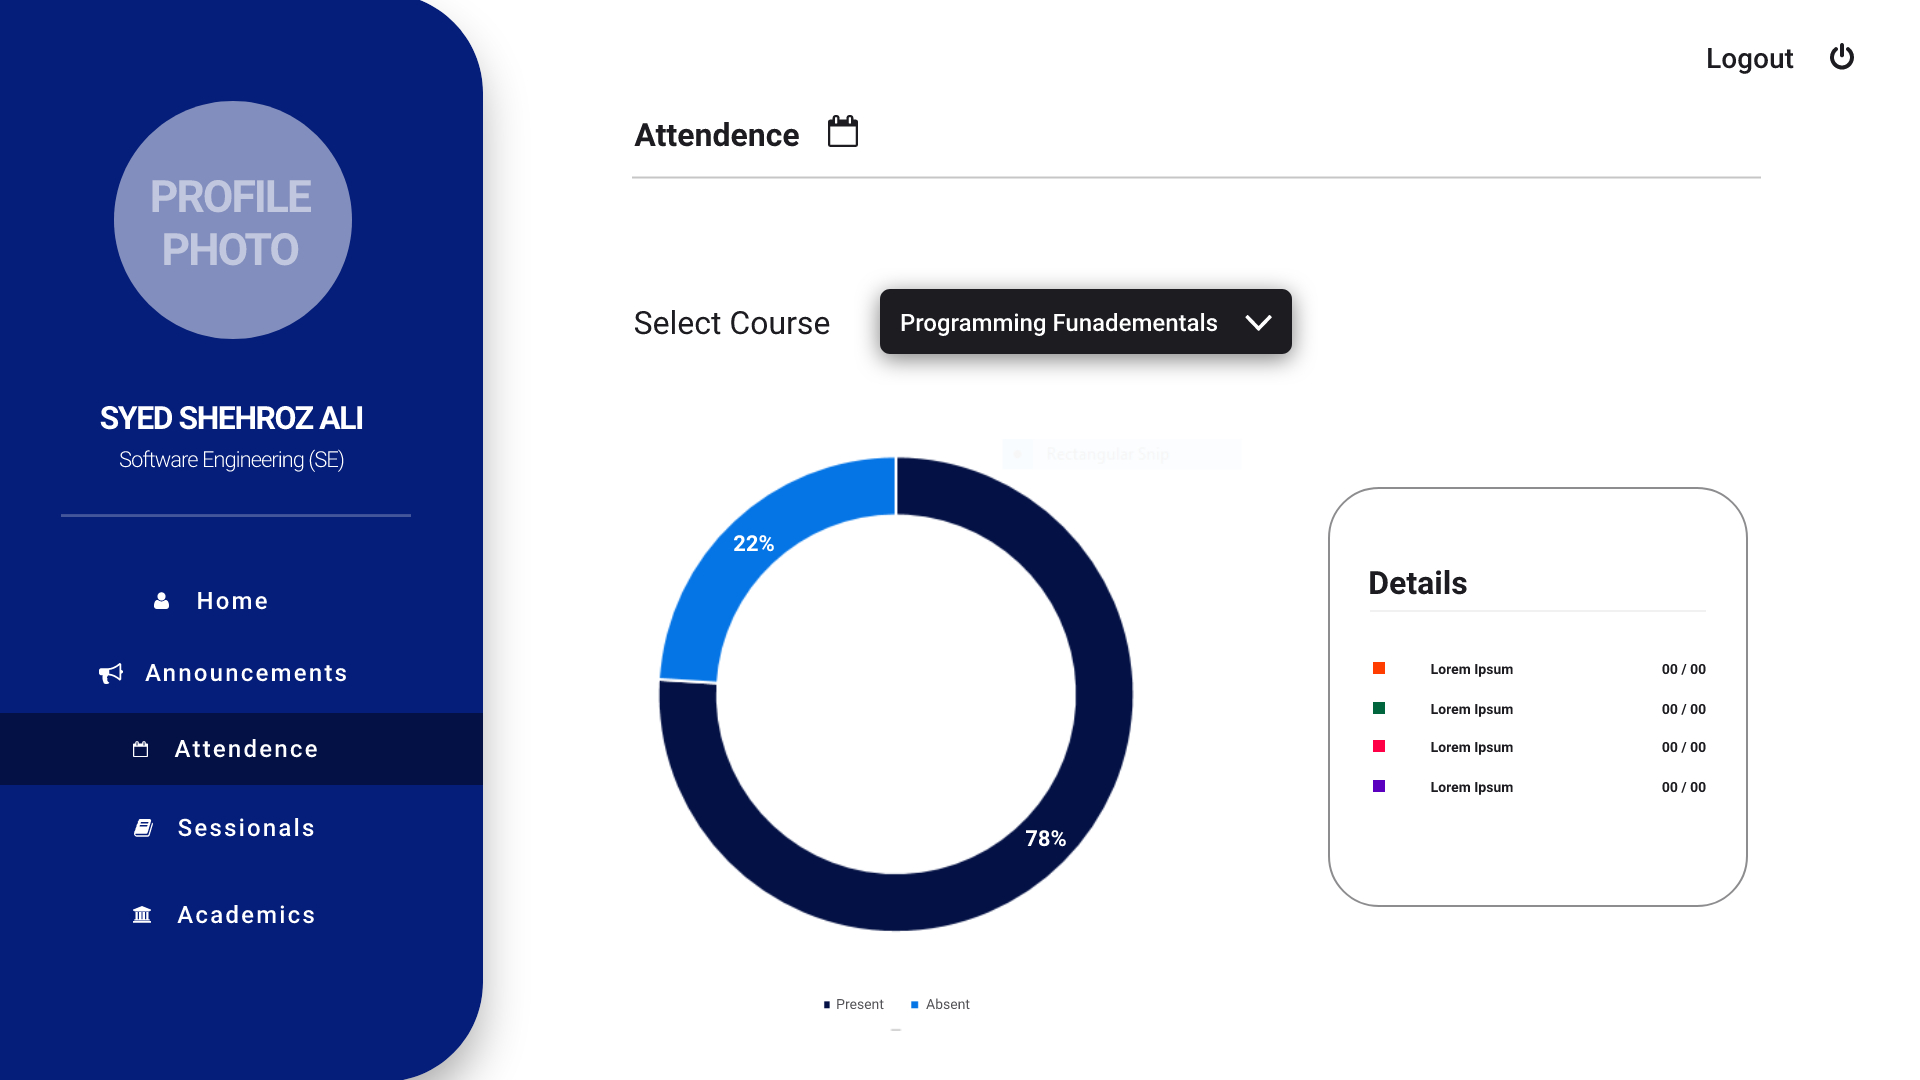 Logout
PROFILE
PHOTO
SYED SHEHROZ ALI
Software Engineering (SE)
Home
Announcements
Attendence
Sessionals
Academics
Attendence
Select Course
Programming Funadementals
Rectangular Snip
22%
78%
Present
Absent
Details
Lorem Ipsum 00 / 00
Lorem Ipsum 00 / 00
Lorem Ipsum 00 / 00
Lorem Ipsum 00 / 00